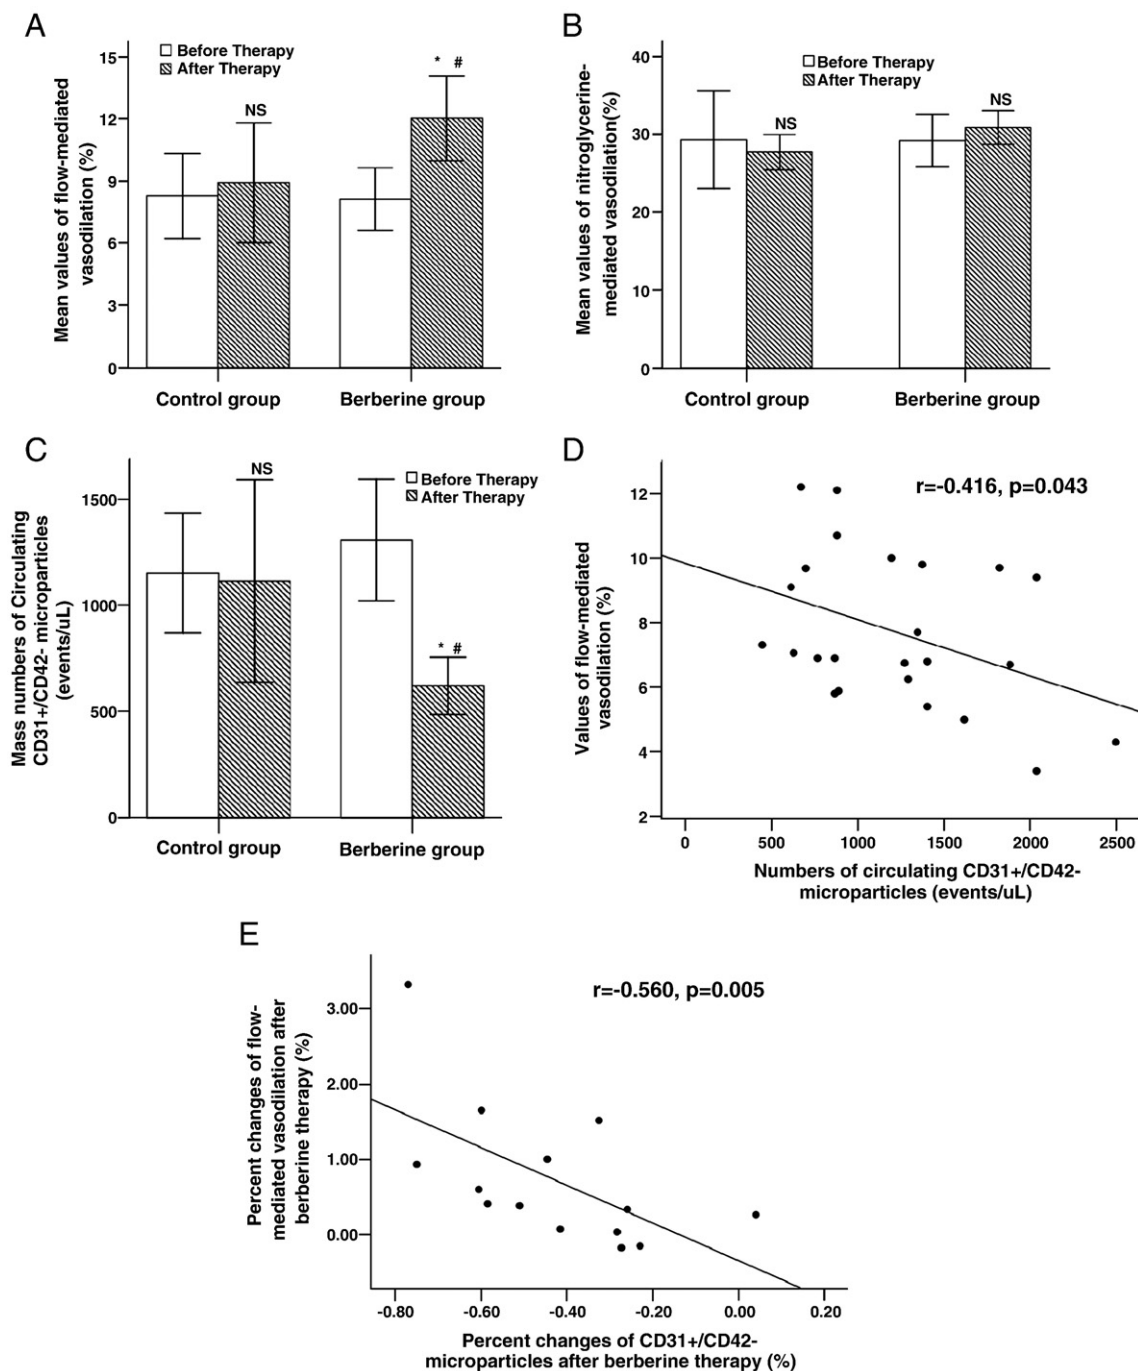 A
Before Therapy
After Therapy
Mean values of flow-mediated
vasodilation (%)
15
12
9
6
3
0
NS
* #
Control group
Berberine group
B
Before Therapy
After Therapy
Mean values of nitroglycerine-
mediated vasodilation(%)
40
30
20
10
0
NS
NS
Control group
Berberine group
C
Before Therapy
After Therapy
Mass numbers of Circulating
CD31+/CD42- microparticles
(events/uL)
1500
1000
500
0
NS
* #
Control group
Berberine group
D
r=-0.416, p=0.043
Values of flow-mediated
vasodilation (%)
12
10
8
6
4
2
0 500 1000 1500 2000 2500
Numbers of circulating CD31+/CD42-
microparticles (events/uL)
E
r=-0.560, p=0.005
Percent changes of flow-
mediated vasodilation after
berberine therapy (%)
3.00
2.00
1.00
0.00
-0.80 -0.60 -0.40 -0.20 0.00 0.20
Percent changes of CD31+/CD42-
microparticles after berberine therapy (%)